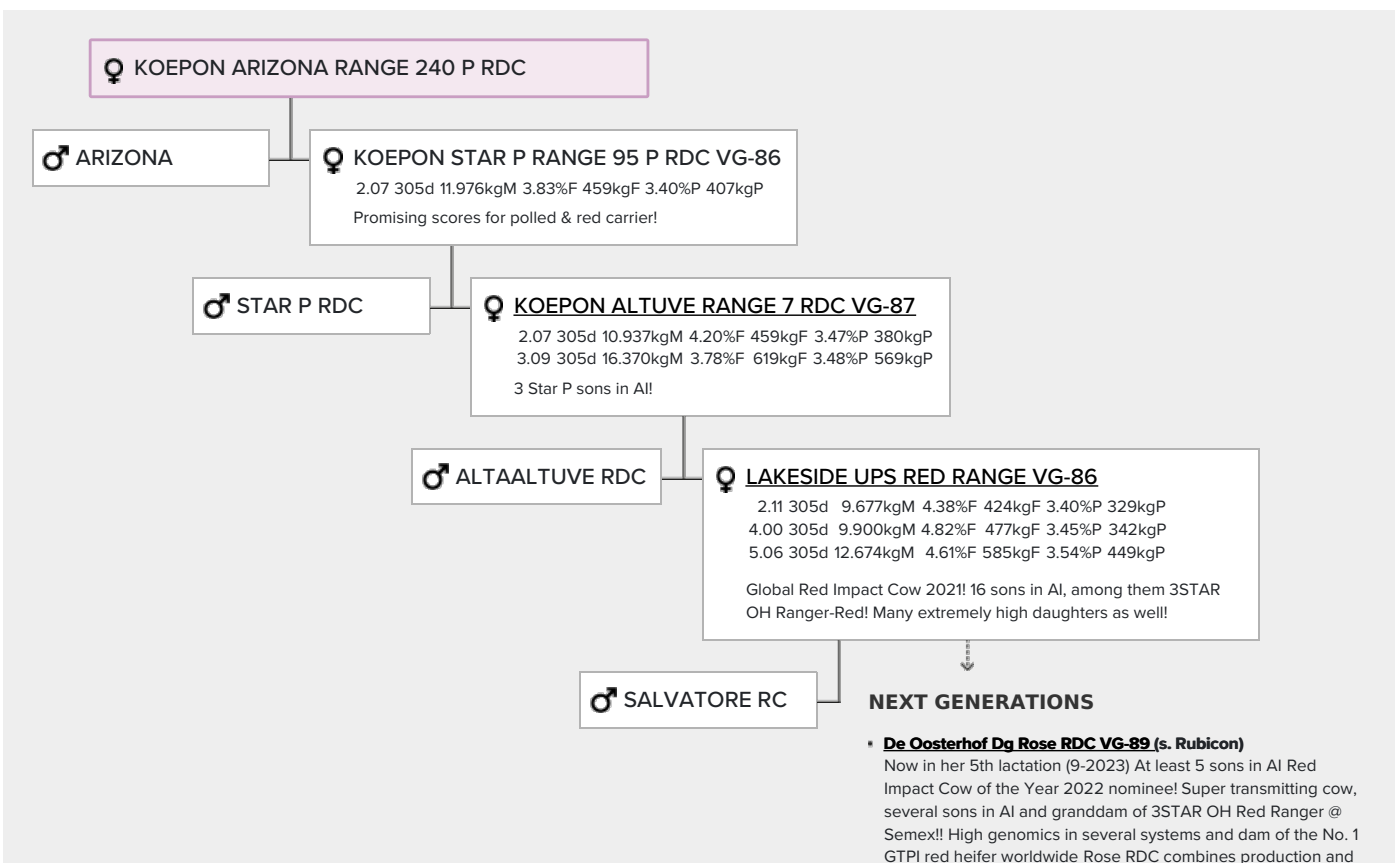 KOEPON ARIZONA RANGE 240 P RDC
ARIZONA
KOEPON STAR P RANGE 95 P RDC VG-86
2.07 305d 11.976kgM 3.83%F 459kgF 3.40%P 407kgP
Promising scores for polled & red carrier!
STAR P RDC
KOEPON ALTUVE RANGE 7 RDC VG-87
2.07 305d 10.937kgM 4.20%F 459kgF 3.47%P 380kgP
3.09 305d 16.370kgM 3.78%F 619kgF 3.48%P 569kgP
3 Star P sons in AI!
ALTAALTUVE RDC
LAKESIDE UPS RED RANGE VG-86
2.11 305d 9.677kgM 4.38%F 424kgF 3.40%P 329kgP
4.00 305d 9.900kgM 4.82%F 477kgF 3.45%P 342kgP
5.06 305d 12.674kgM 4.61%F 585kgF 3.54%P 449kgP
Global Red Impact Cow 2021! 16 sons in AI, among them 3STAR
OH Ranger-Red! Many extremely high daughters as well!
SALVATORE RC
NEXT GENERATIONS
▪ De Oosterhof Dg Rose RDC VG-89 (s. Rubicon)
Now in her 5th lactation (9-2023) At least 5 sons in AI Red
Impact Cow of the Year 2022 nominee! Super transmitting cow,
several sons in AI and granddam of 3STAR OH Red Ranger @
Semex!! High genomics in several systems and dam of the No. 1
GTPI red heifer worldwide Rose RDC combines production and